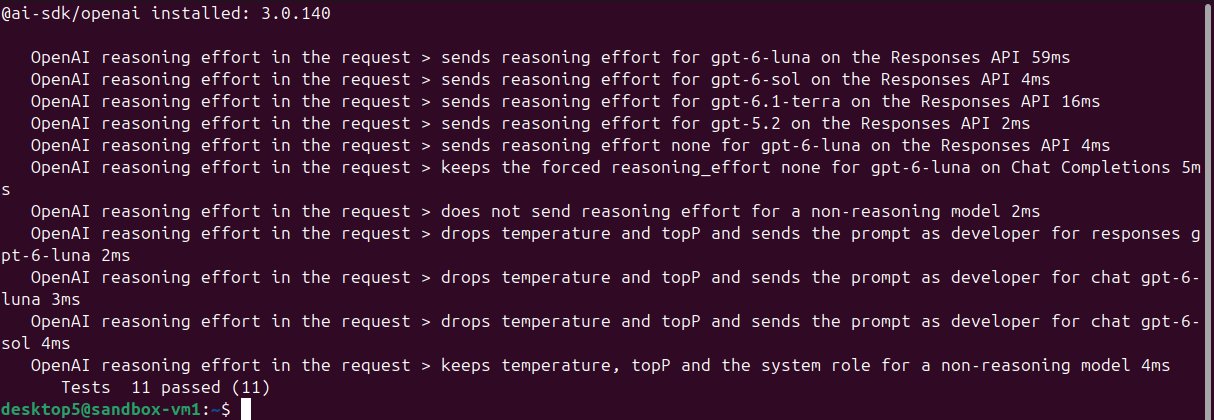 @ai-sdk/openai installed: 3.0.140
OpenAI reasoning effort in the request > sends reasoning effort for gpt-6-luna on the Responses API 59ms
OpenAI reasoning effort in the request > sends reasoning effort for gpt-6-sol on the Responses API 4ms
OpenAI reasoning effort in the request > sends reasoning effort for gpt-6.1-terra on the Responses API 16ms
OpenAI reasoning effort in the request > sends reasoning effort for gpt-5.2 on the Responses API 2ms
OpenAI reasoning effort in the request > sends reasoning effort none for gpt-6-luna on the Responses API 4ms
OpenAI reasoning effort in the request > keeps the forced reasoning_effort none for gpt-6-luna on Chat Completions 5m
s
OpenAI reasoning effort in the request > does not send reasoning effort for a non-reasoning model 2ms
OpenAI reasoning effort in the request > drops temperature and topP and sends the prompt as developer for responses g
pt-6-luna 2ms
OpenAI reasoning effort in the request > drops temperature and topP and sends the prompt as developer for chat gpt-6-
luna 3ms
OpenAI reasoning effort in the request > drops temperature and topP and sends the prompt as developer for chat gpt-6-
sol 4ms
OpenAI reasoning effort in the request > keeps temperature, topP and the system role for a non-reasoning model 4ms
Tests  11 passed (11)
desktop5@sandbox-vm1:~$